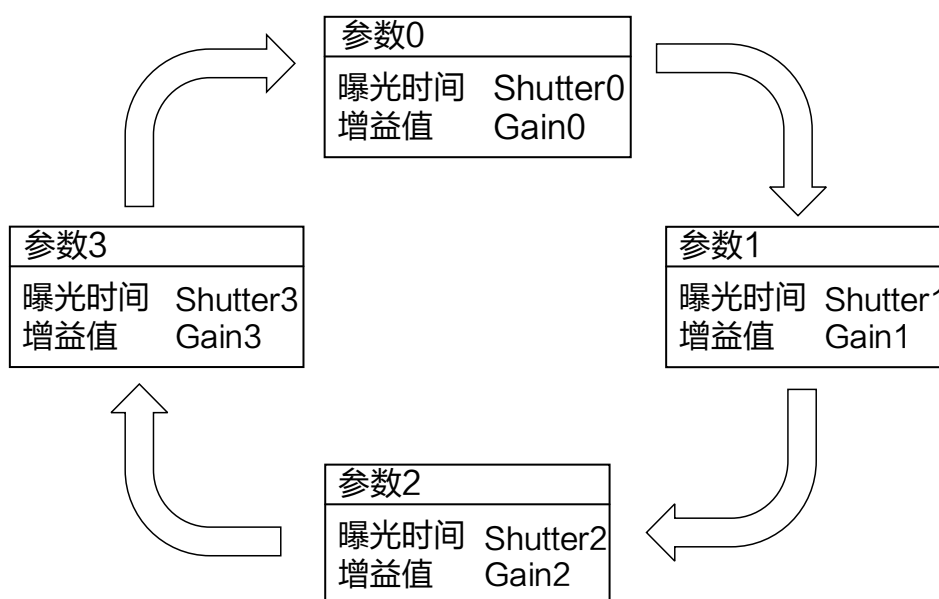 参数0
曝光时间 Shutter0
增益值 Gain0
参数3
曝光时间 Shutter3
增益值 Gain3
参数1
曝光时间 Shutter1
增益值 Gain1
参数2
曝光时间 Shutter2
增益值 Gain2